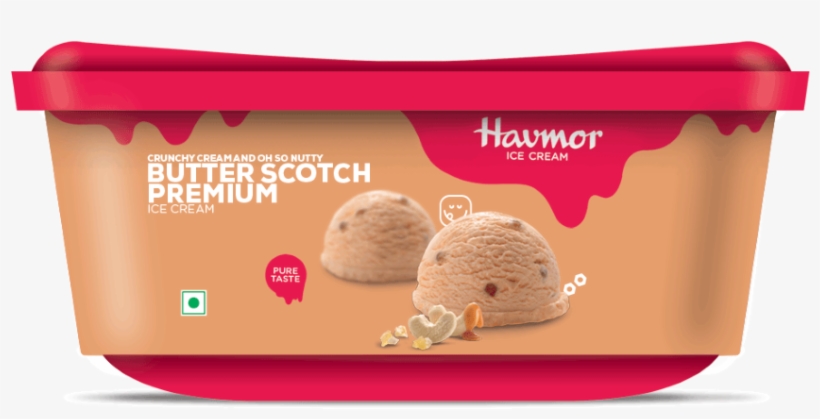 CRUNCHY CREAM AND OH SO NUTTY
BUTTER SCOTCH
PREMIUM
ICE CREAM
Havmor
ICE CREAM
PURE
TASTE